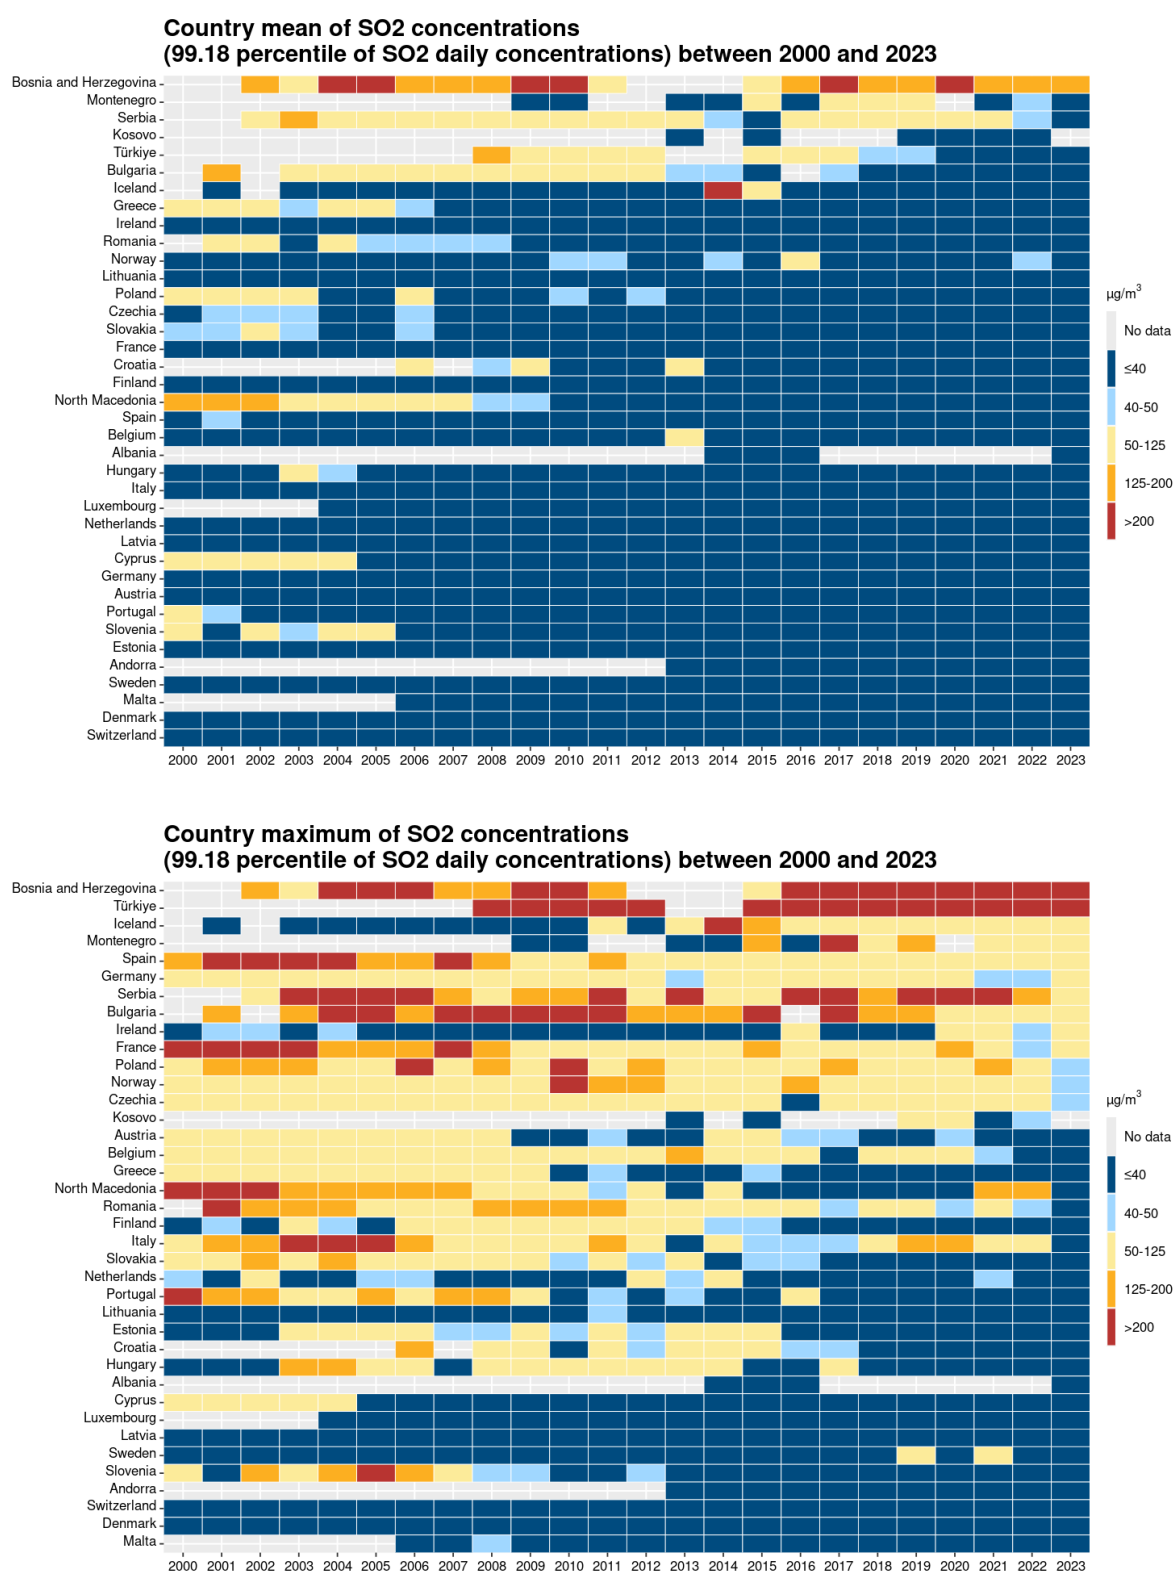 Country mean of SO2 concentrations
(99.18 percentile of SO2 daily concentrations) between 2000 and 2023
Bosnia and Herzegovina
Montenegro
Serbia
Kosovo
Türkiye
Bulgaria
Iceland
Greece
Ireland
Romania
Norway
Lithuania
Poland
Czechia
Slovakia
France
Croatia
Finland
North Macedonia
Spain
Belgium
Albania
Hungary
Italy
Luxembourg
Netherlands
Latvia
Cyprus
Germany
Austria
Portugal
Slovenia
Estonia
Andorra
Sweden
Malta
Denmark
Switzerland
2000 2001 2002 2003 2004 2005 2006 2007 2008 2009 2010 2011 2012 2013 2014 2015 2016 2017 2018 2019 2020 2021 2022 2023
µg/m³
No data
≤40
40-50
50-125
125-200
>200
Country maximum of SO2 concentrations
(99.18 percentile of SO2 daily concentrations) between 2000 and 2023
Bosnia and Herzegovina
Türkiye
Iceland
Montenegro
Spain
Germany
Serbia
Bulgaria
Ireland
France
Poland
Norway
Czechia
Kosovo
Austria
Belgium
Greece
North Macedonia
Romania
Finland
Italy
Slovakia
Netherlands
Portugal
Lithuania
Estonia
Croatia
Hungary
Albania
Cyprus
Luxembourg
Latvia
Sweden
Slovenia
Andorra
Switzerland
Denmark
Malta
2000 2001 2002 2003 2004 2005 2006 2007 2008 2009 2010 2011 2012 2013 2014 2015 2016 2017 2018 2019 2020 2021 2022 2023
µg/m³
No data
≤40
40-50
50-125
125-200
>200